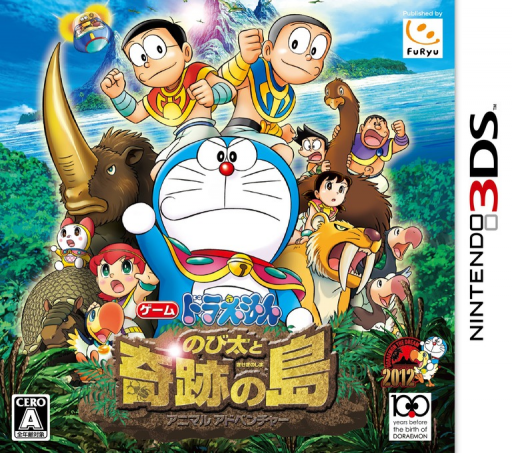 Published by
FuRyu
NINTENDO 3DS™
ゲーム ドラえもん
のび太と
奇跡の島
アニマル アドベンチャー
CERO
A
全年齢対象
2012
100
years before
the birth of
DORAEMON